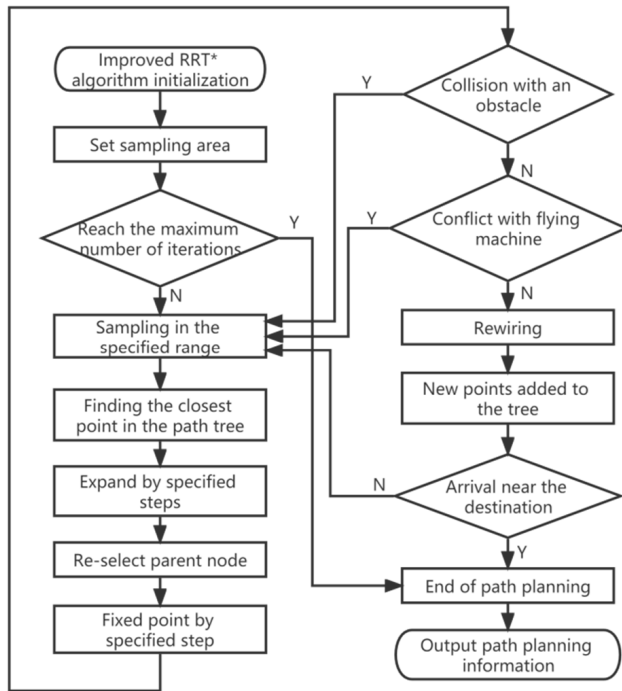 Improved RRT*
algorithm initialization
Set sampling area
Reach the maximum
number of iterations
Y
N
Sampling in the
specified range
Finding the closest
point in the path tree
Expand by specified
steps
Re-select parent node
Fixed point by
specified step
Collision with an
obstacle
Y
N
Conflict with flying
machine
Y
N
Rewiring
New points added to
the tree
Arrival near the
destination
N
Y
End of path planning
Output path planning
information